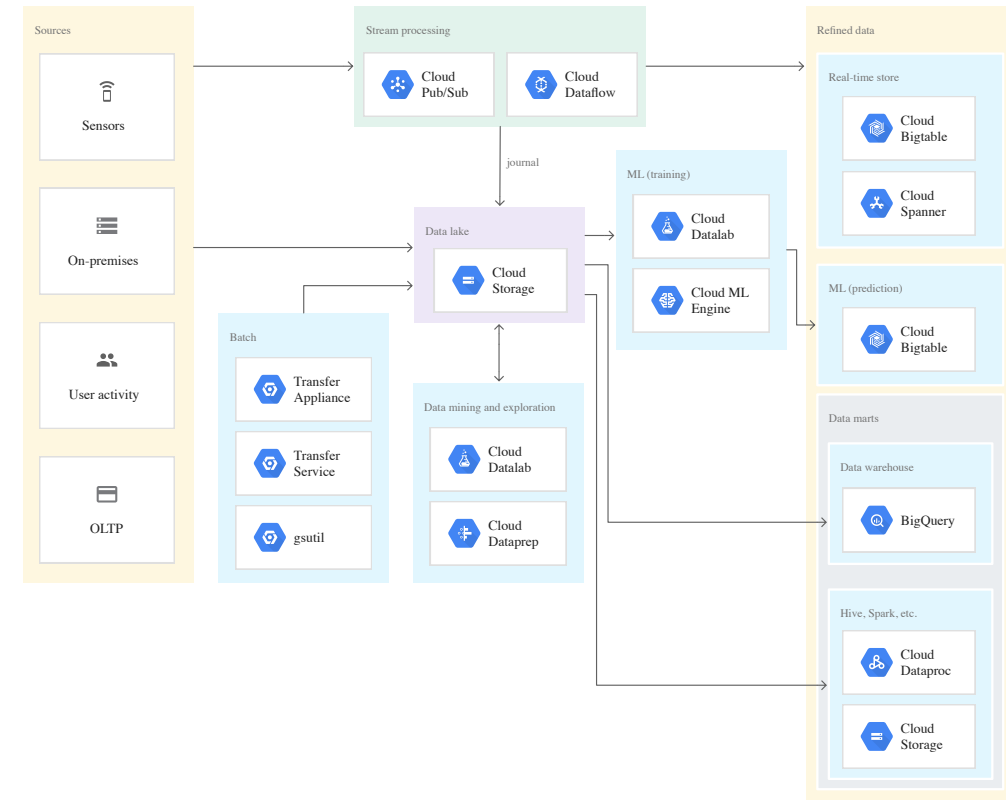 Sources
Sensors
On-premises
User activity
OLTP
Stream processing
Cloud
Pub/Sub
Cloud
Dataflow
journal
Data lake
Cloud
Storage
Batch
Transfer
Appliance
Transfer
Service
gsutil
Data mining and exploration
Cloud
Datalab
Cloud
Dataprep
ML (training)
Cloud
Datalab
Cloud ML
Engine
Refined data
Real-time store
Cloud
Bigtable
Cloud
Spanner
ML (prediction)
Cloud
Bigtable
Data marts
Data warehouse
BigQuery
Hive, Spark, etc.
Cloud
Dataproc
Cloud
Storage